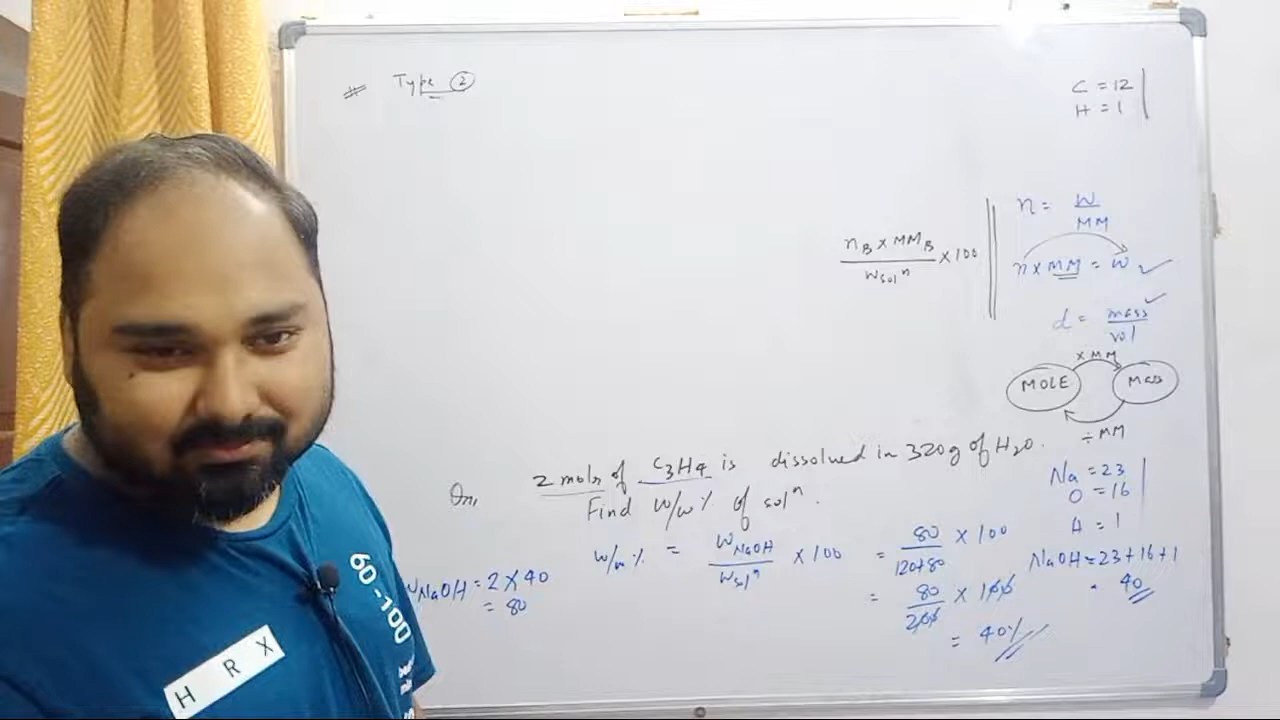 Type ②
C = 12
H = 1
n = W
MM
n × MM = W
n_B × MM_B × 100
W_solⁿ
d = mass
vol
× MM
MOLE
Mass
÷ MM
Qn. 2 moles of C₃H₄ is dissolved in 320g of H₂O.
Find W/W% of solⁿ.
Na = 23
O = 16
H = 1
NaOH = 23+16+1
= 40
W/W% = W_NaOH × 100 = 80 × 100
W_solⁿ
120+80
= 80 × 100
200
= 40%
W_NaOH = 2 × 40
= 80
60-100
H R X